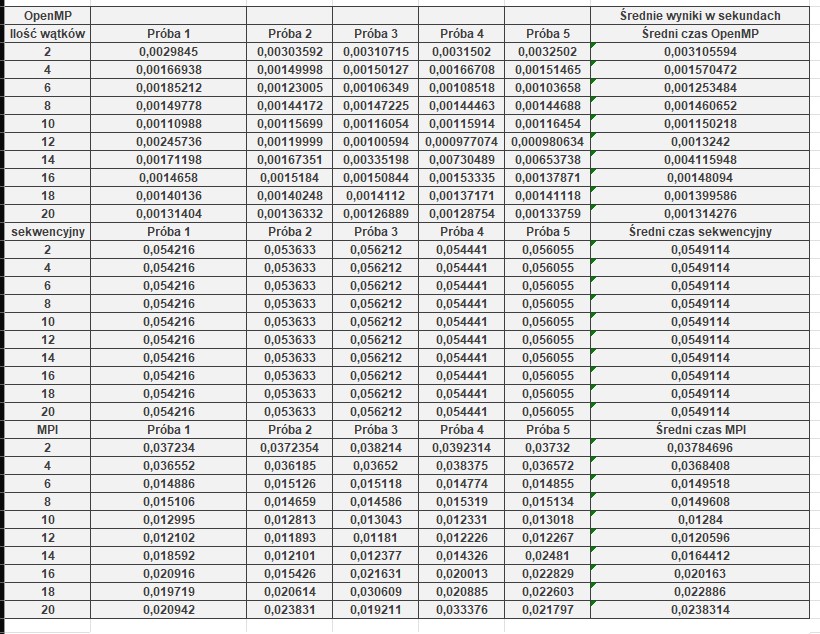 OpenMP Średnie wyniki w sekundach
Ilość wątków Próba 1 Próba 2 Próba 3 Próba 4 Próba 5 Średni czas OpenMP
2 0,0029845 0,00303592 0,00310715 0,0031502 0,0032502 0,003105594
4 0,00166938 0,00149998 0,00150127 0,00166708 0,00151465 0,001570472
6 0,00185212 0,00123005 0,00106349 0,00108518 0,00103658 0,001253484
8 0,00149778 0,00144172 0,00147225 0,00144463 0,00144688 0,001460652
10 0,00110988 0,00115699 0,00116054 0,00115914 0,00116454 0,001150218
12 0,00245736 0,00119999 0,00100594 0,000977074 0,000980634 0,0013242
14 0,00171198 0,00167351 0,00335198 0,00730489 0,00653738 0,004115948
16 0,0014658 0,0015184 0,00150844 0,00153335 0,00137871 0,00148094
18 0,00140136 0,00140248 0,0014112 0,00137171 0,00141118 0,001399586
20 0,00131404 0,00136332 0,00126889 0,00128754 0,00133759 0,001314276
sekwencyjny Próba 1 Próba 2 Próba 3 Próba 4 Próba 5 Średni czas sekwencyjny
2 0,054216 0,053633 0,056212 0,054441 0,056055 0,0549114
4 0,054216 0,053633 0,056212 0,054441 0,056055 0,0549114
6 0,054216 0,053633 0,056212 0,054441 0,056055 0,0549114
8 0,054216 0,053633 0,056212 0,054441 0,056055 0,0549114
10 0,054216 0,053633 0,056212 0,054441 0,056055 0,0549114
12 0,054216 0,053633 0,056212 0,054441 0,056055 0,0549114
14 0,054216 0,053633 0,056212 0,054441 0,056055 0,0549114
16 0,054216 0,053633 0,056212 0,054441 0,056055 0,0549114
18 0,054216 0,053633 0,056212 0,054441 0,056055 0,0549114
20 0,054216 0,053633 0,056212 0,054441 0,056055 0,0549114
MPI Próba 1 Próba 2 Próba 3 Próba 4 Próba 5 Średni czas MPI
2 0,037234 0,0372354 0,038214 0,0392314 0,03732 0,03784696
4 0,036552 0,036185 0,03652 0,038375 0,036572 0,0368408
6 0,014886 0,015126 0,015118 0,014774 0,014855 0,0149518
8 0,015106 0,014659 0,014586 0,015319 0,015134 0,0149608
10 0,012995 0,012813 0,013043 0,012331 0,013018 0,01284
12 0,012102 0,011893 0,01181 0,012226 0,012267 0,0120596
14 0,018592 0,012101 0,012377 0,014326 0,02481 0,0164412
16 0,020916 0,015426 0,021631 0,020013 0,022829 0,020163
18 0,019719 0,020614 0,030609 0,020885 0,022603 0,022886
20 0,020942 0,023831 0,019211 0,033376 0,021797 0,0238314